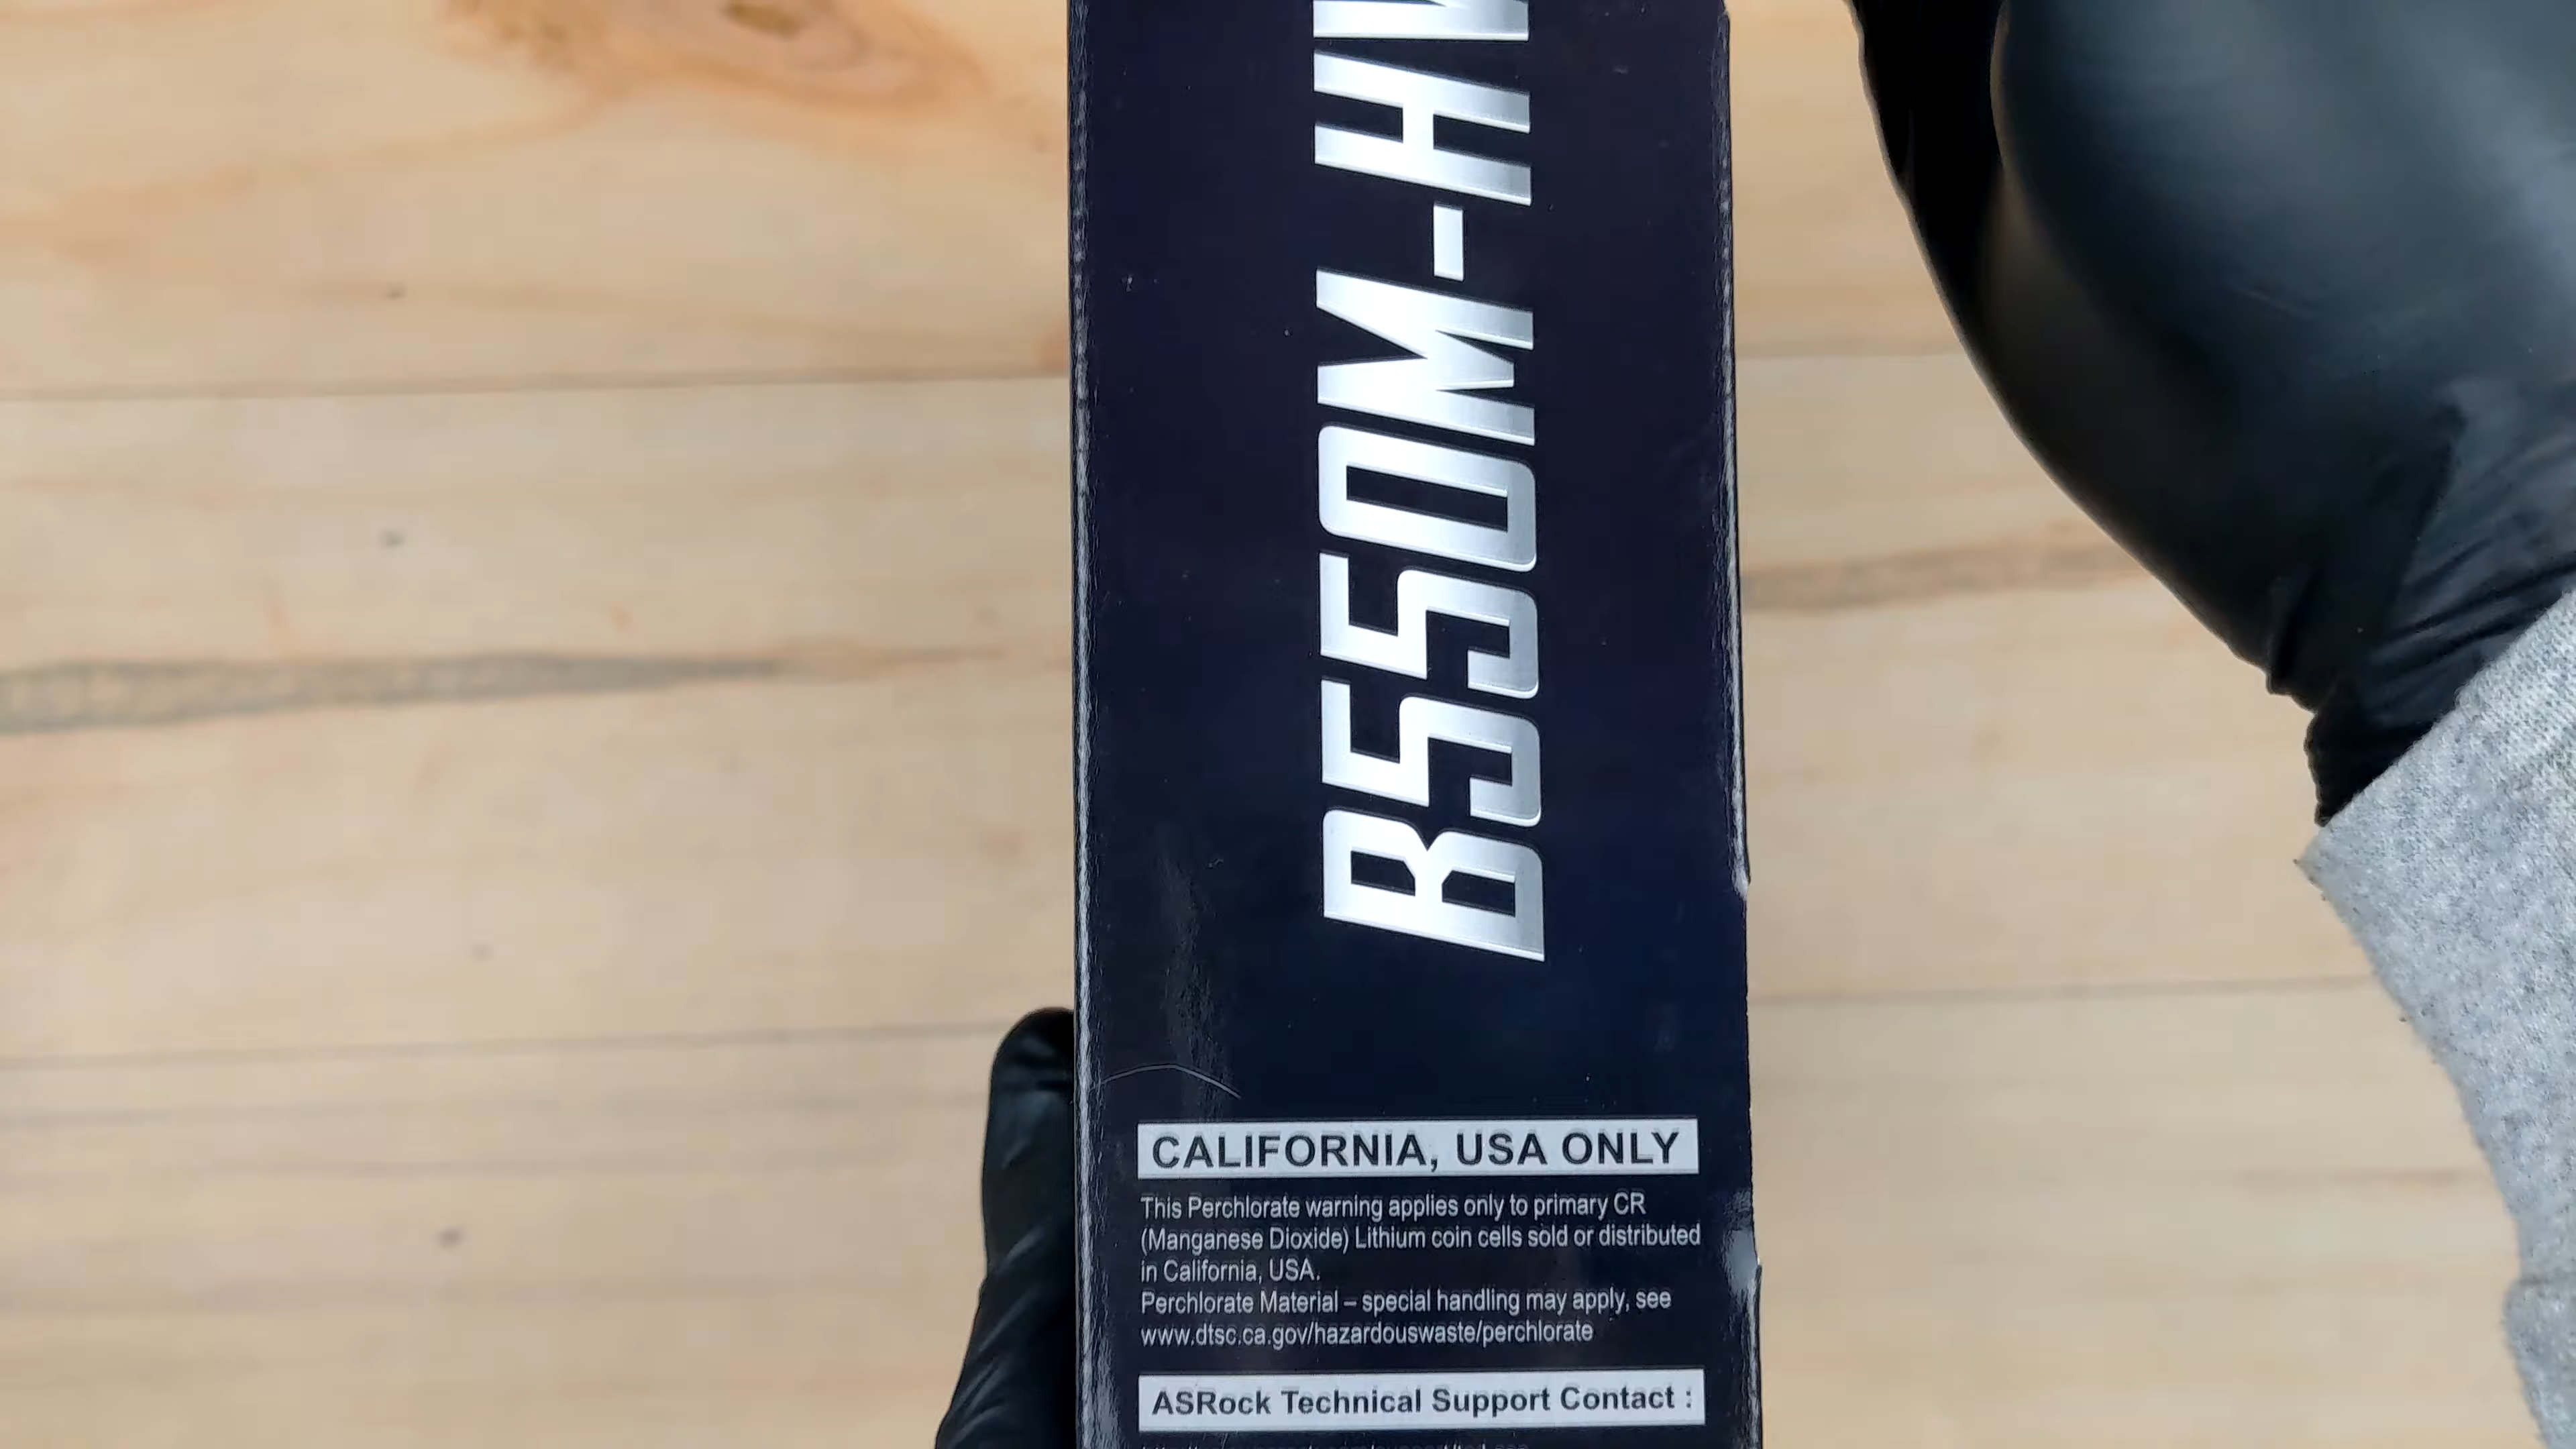 B550M-H
CALIFORNIA, USA ONLY
This Perchlorate warning applies only to primary CR
(Manganese Dioxide) Lithium coin cells sold or distributed
in California, USA.
Perchlorate Material – special handling may apply, see
www.dtsc.ca.gov/hazardouswaste/perchlorate
ASRock Technical Support Contact :